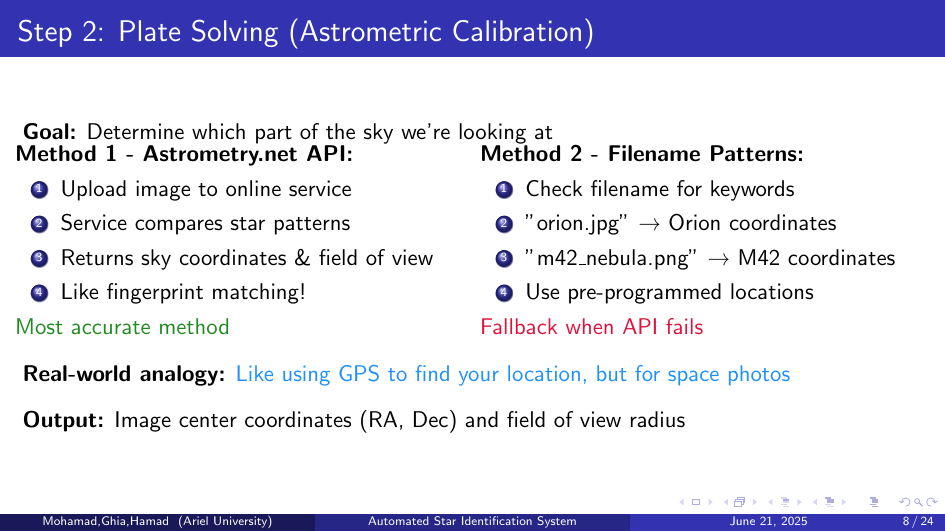 Step 2: Plate Solving (Astrometric Calibration)
Goal: Determine which part of the sky we're looking at
Method 1 - Astrometry.net API:
1 Upload image to online service
2 Service compares star patterns
3 Returns sky coordinates & field of view
4 Like fingerprint matching!
Most accurate method
Method 2 - Filename Patterns:
1 Check filename for keywords
2 "orion.jpg" → Orion coordinates
3 "m42_nebula.png" → M42 coordinates
4 Use pre-programmed locations
Fallback when API fails
Real-world analogy: Like using GPS to find your location, but for space photos
Output: Image center coordinates (RA, Dec) and field of view radius
Mohamad,Ghia,Hamad (Ariel University) Automated Star Identification System June 21, 2025 8 / 24